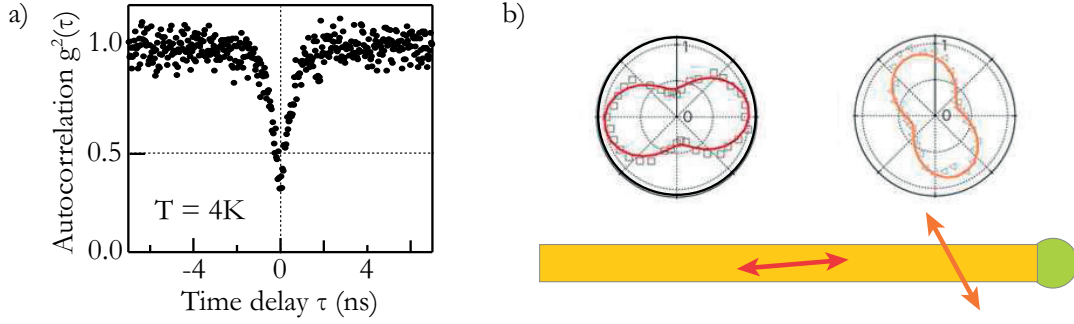 a)
Autocorrelation g²(τ)
1.0
0.5
0.0
T = 4K
-4
0
4
Time delay τ (ns)
b)
1
0
1
0